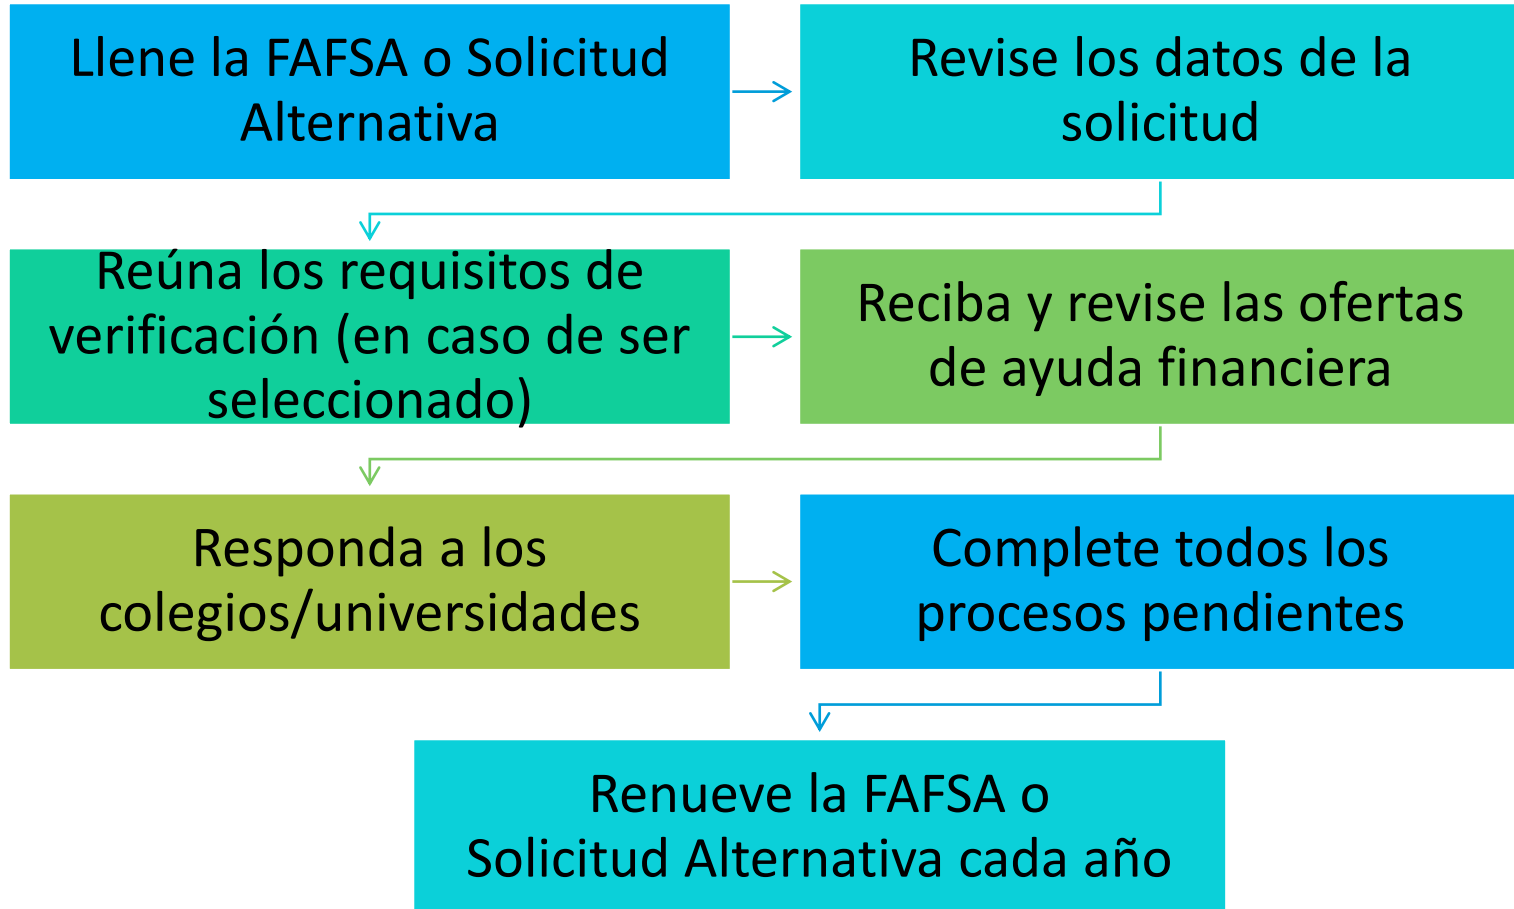 Llene la FAFSA o Solicitud
Alternativa
Revise los datos de la
solicitud
Reúna los requisitos de
verificación (en caso de ser
seleccionado)
Reciba y revise las ofertas
de ayuda financiera
Responda a los
colegios/universidades
Complete todos los
procesos pendientes
Renueve la FAFSA o
Solicitud Alternativa cada año